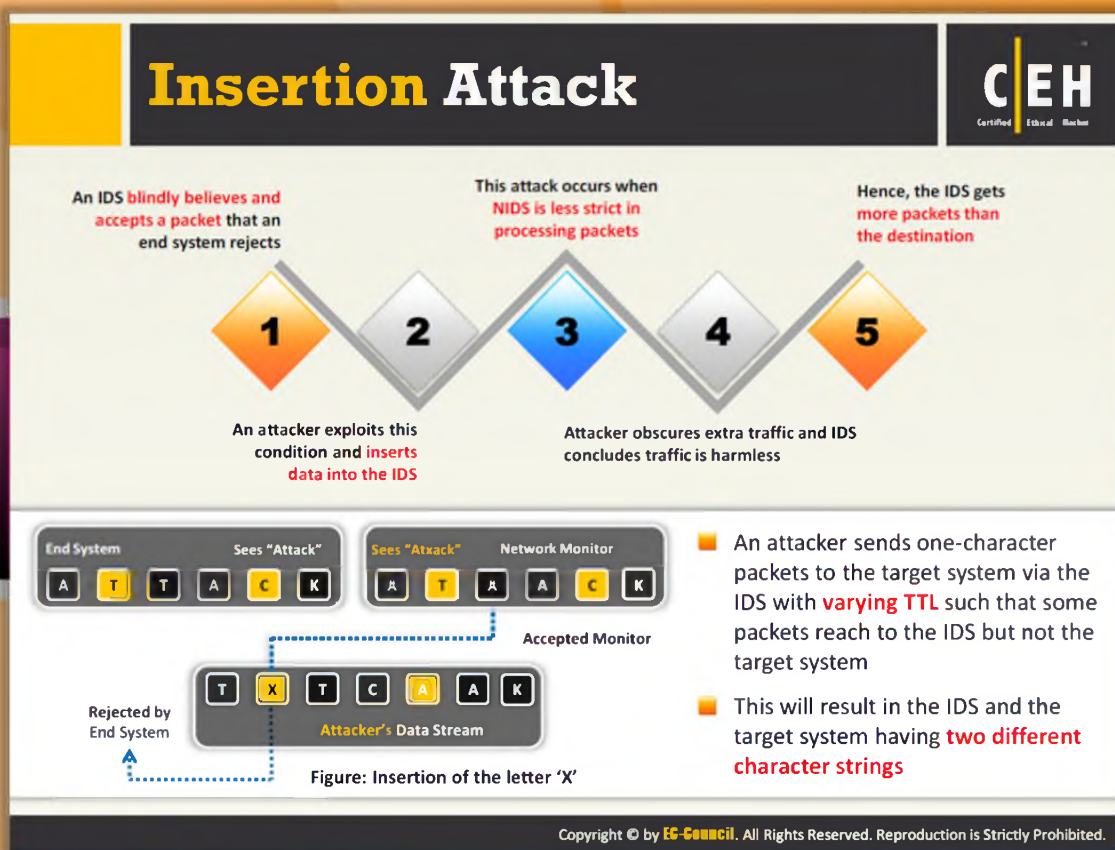 Insertion Attack
CEH
Certified Ethical Hacker
An IDS blindly believes and
accepts a packet that an
end system rejects
This attack occurs when
NIDS is less strict in
processing packets
Hence, the IDS gets
more packets than
the destination
1
2
3
4
5
An attacker exploits this
condition and inserts
data into the IDS
Attacker obscures extra traffic and IDS
concludes traffic is harmless
End System
Sees "Attack"
A T T A C K
Sees "Atxack"
Network Monitor
T A C K
Accepted Monitor
T X T C A A K
Attacker's Data Stream
Rejected by
End System
Figure: Insertion of the letter 'X'
An attacker sends one-character
packets to the target system via the
IDS with varying TTL such that some
packets reach to the IDS but not the
target system
This will result in the IDS and the
target system having two different
character strings
Copyright © by EC-Council. All Rights Reserved. Reproduction is Strictly Prohibited.